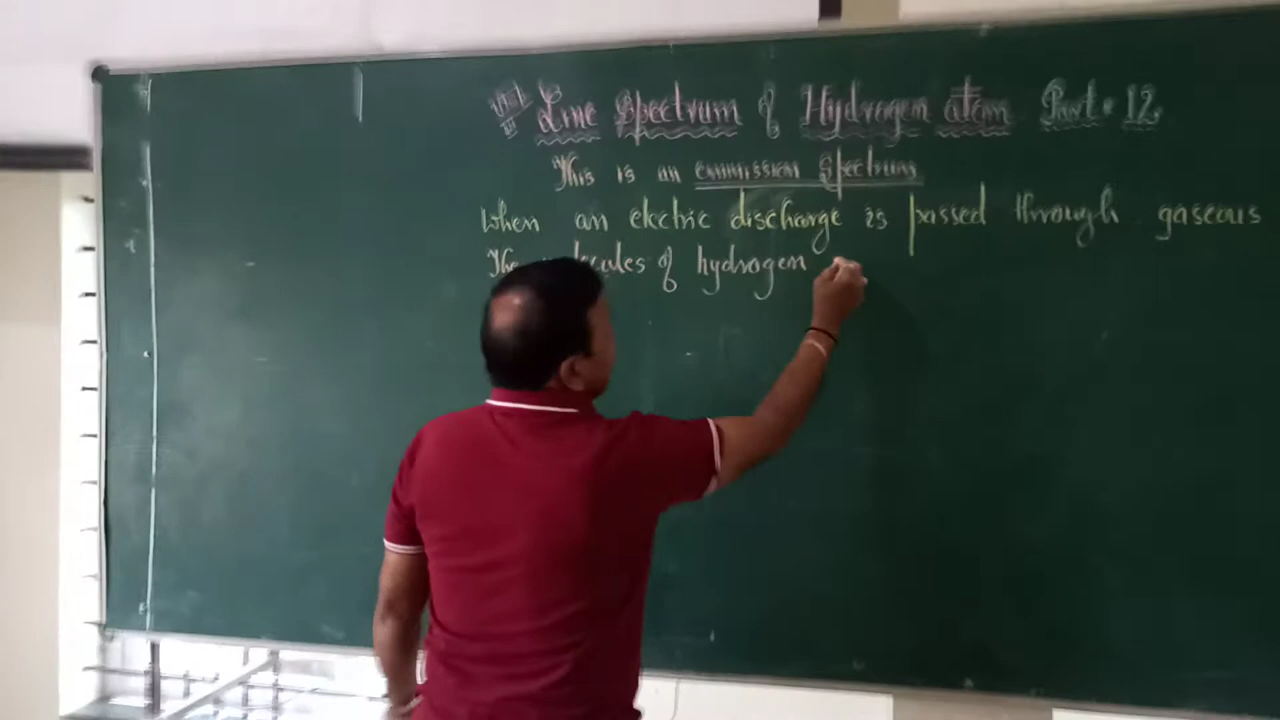 Line Spectrum of Hydrogen atom Part - 12
This is an emmission Spectrum
When an electric discharge is passed through gaseous
The of hydrogen